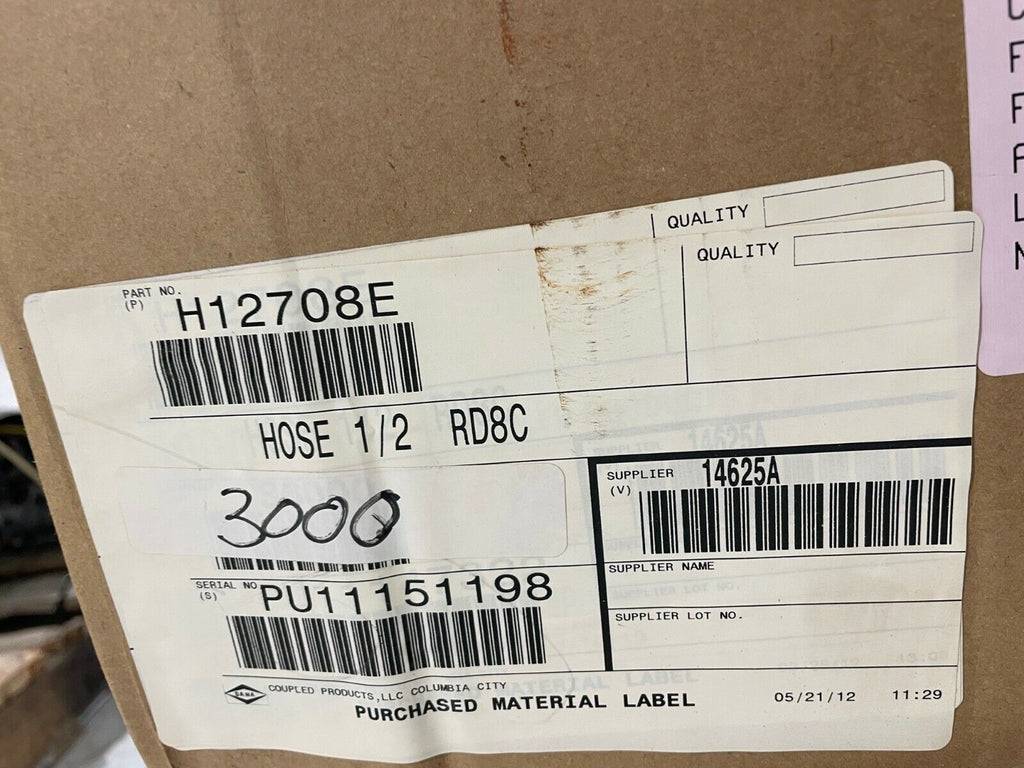 QUALITY
QUALITY
PART NO.
(P)
H12708E
HOSE 1/2 RD8C
3000
SUPPLIER
(V)
14625A
SUPPLIER NAME
SUPPLIER LOT NO.
SERIAL NO
(S)
PU11151198
DANA
COUPLED PRODUCTS,LLC COLUMBIA CITY
PURCHASED MATERIAL LABEL
05/21/12 11:29
F
F
A
L
N